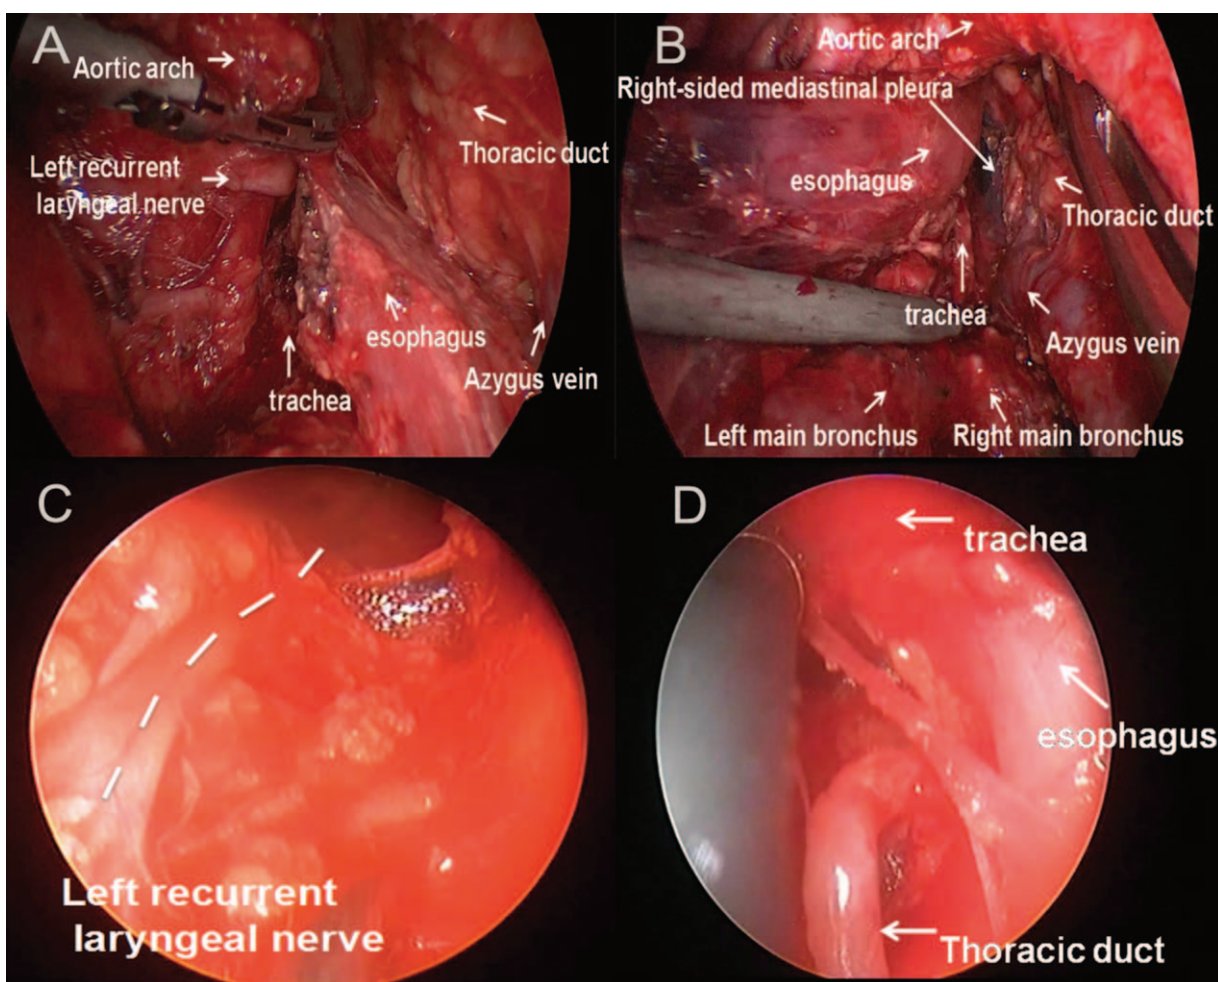 A
Aortic arch
Thoracic duct
Left recurrent
laryngeal nerve
esophagus
Azygus vein
trachea
B
Aortic arch
Right-sided mediastinal pleura
esophagus
Thoracic duct
trachea
Azygus vein
Left main bronchus
Right main bronchus
C
Left recurrent
laryngeal nerve
D
trachea
esophagus
Thoracic duct